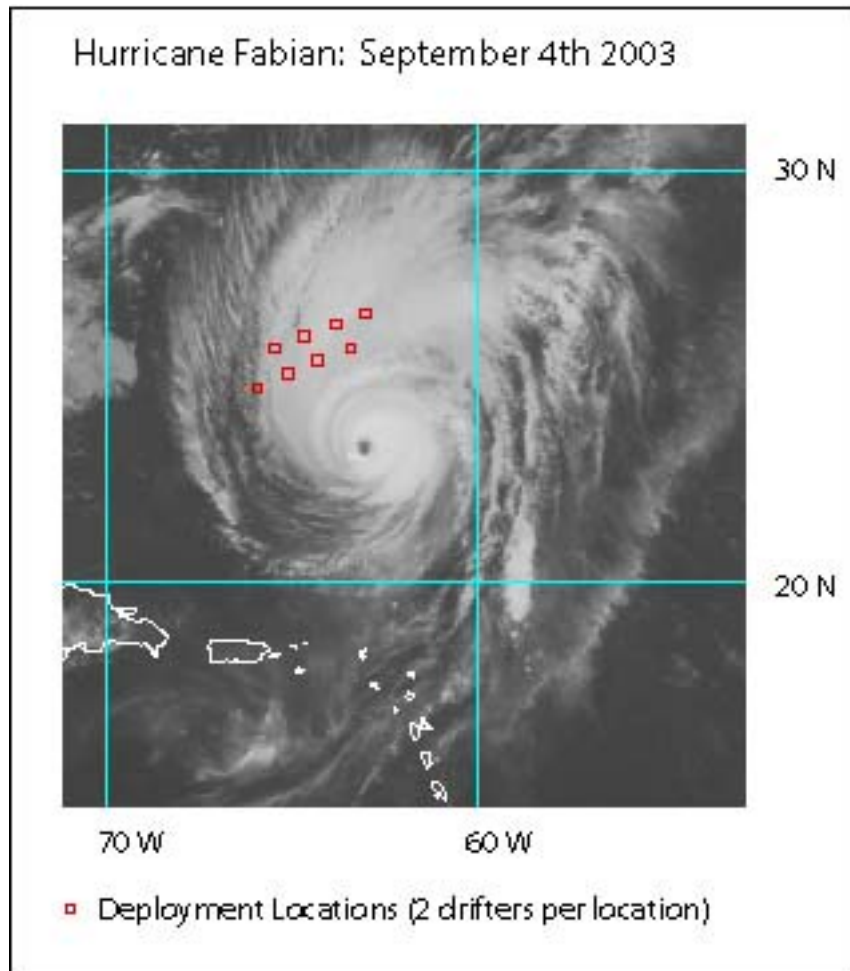 Hurricane Fabian: September 4th 2003
30 N
20 N
70 W 60 W
Deployment Locations (2 drifters per location)